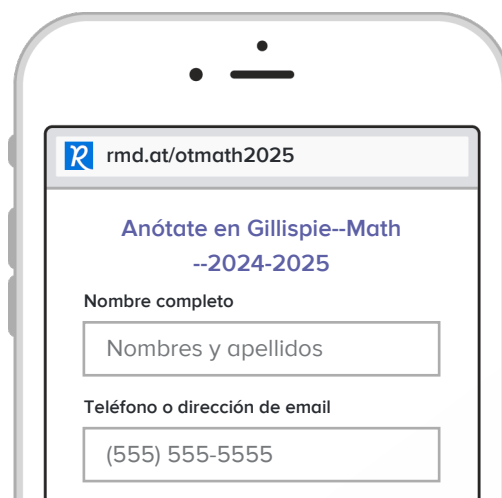 rmd.at/otmath2025
Anótate en Gillispie--Math
--2024-2025
Nombre completo
Nombres y apellidos
Teléfono o dirección de email
(555) 555-5555